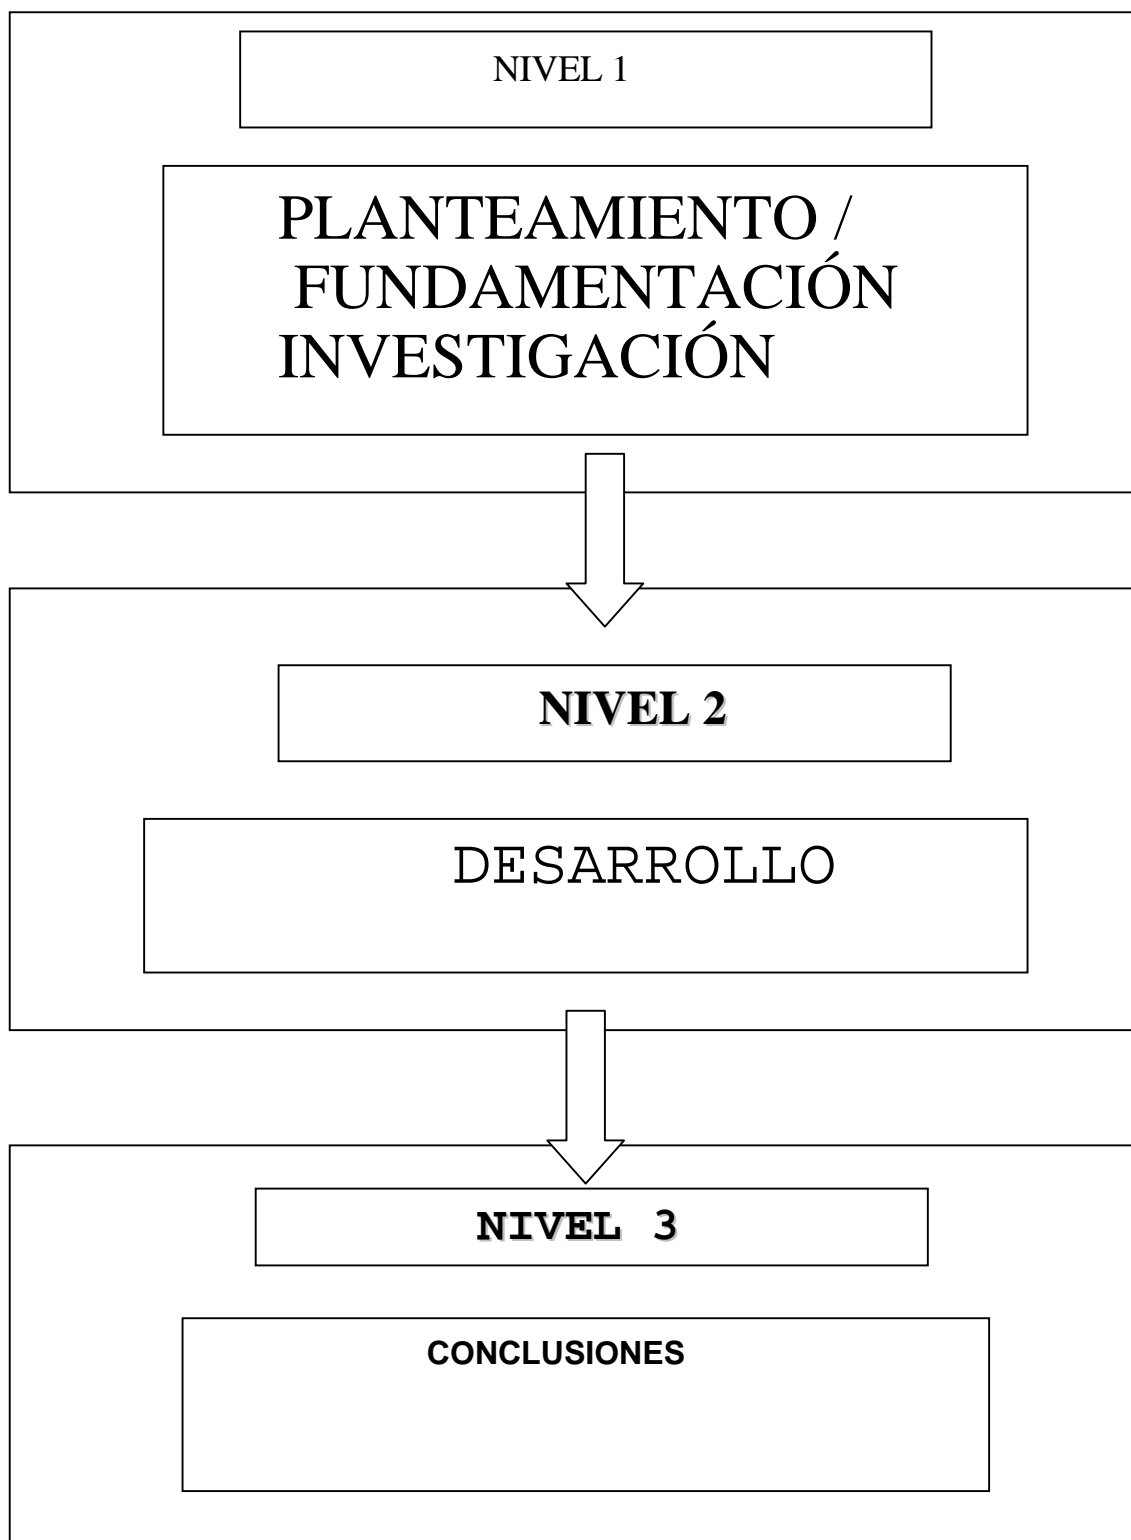 NIVEL 1
PLANTEAMIENTO /
FUNDAMENTACIÓN
INVESTIGACIÓN
NIVEL 2
DESARROLLO
NIVEL 3
CONCLUSIONES